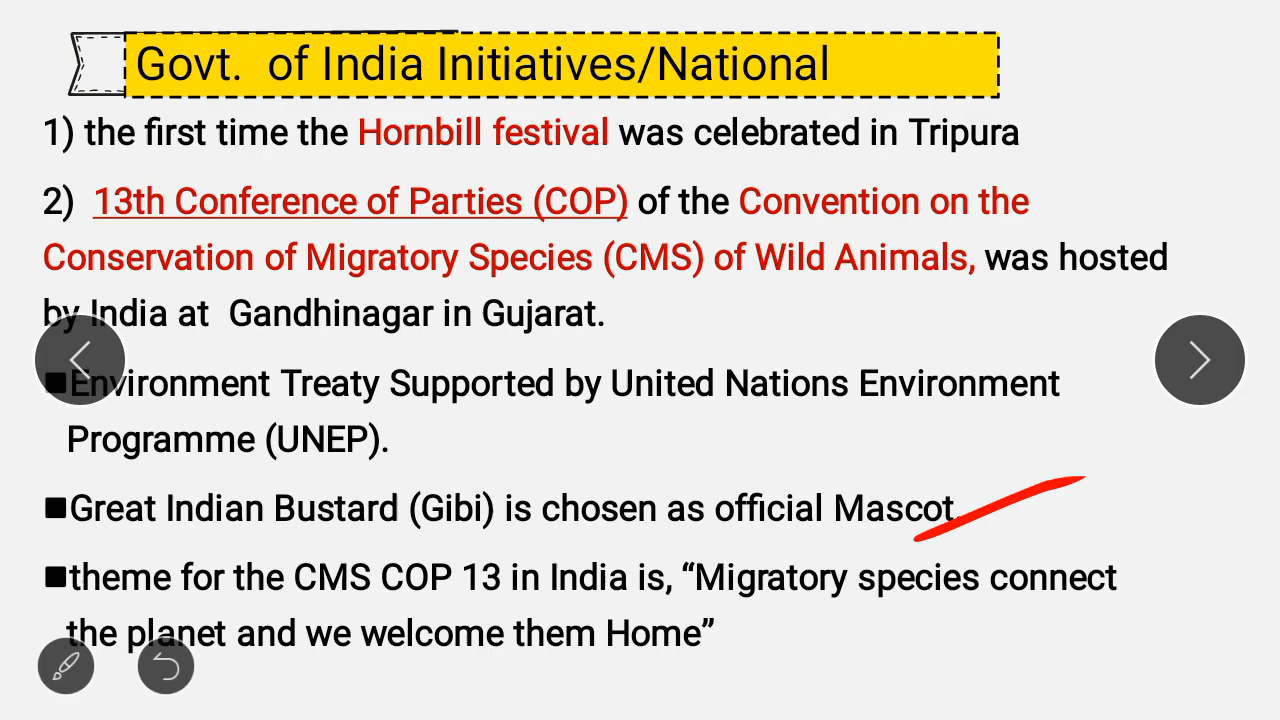 Govt. of India Initiatives/National
1) the first time the Hornbill festival was celebrated in Tripura
2) 13th Conference of Parties (COP) of the Convention on the
Conservation of Migratory Species (CMS) of Wild Animals, was hosted
by India at Gandhinagar in Gujarat.
■Environment Treaty Supported by United Nations Environment
Programme (UNEP).
■Great Indian Bustard (Gibi) is chosen as official Mascot.
■theme for the CMS COP 13 in India is, “Migratory species connect
the planet and we welcome them Home”